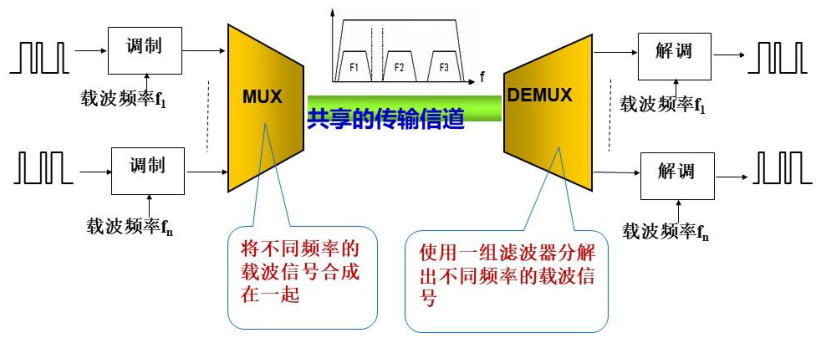 调制
载波频率f1
MUX
F1
F2
F3
f
共享的传输信道
DEMUX
解调
载波频率f1
调制
载波频率fn
解调
载波频率fn
将不同频率的
载波信号合成
在一起
使用一组滤波器分解
出不同频率的载波信
号